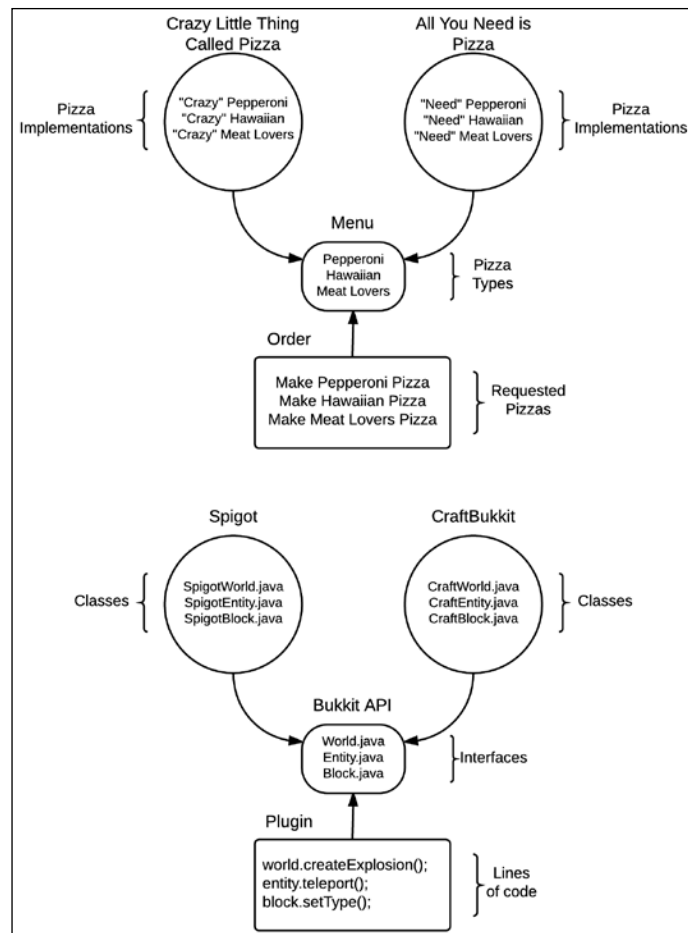 Crazy Little Thing
Called Pizza
All You Need is
Pizza
Pizza
Implementations
"Crazy" Pepperoni
"Crazy" Hawaiian
"Crazy" Meat Lovers
"Need" Pepperoni
"Need" Hawaiian
"Need" Meat Lovers
Pizza
Implementations
Menu
Pepperoni
Hawaiian
Meat Lovers
Pizza
Types
Order
Make Pepperoni Pizza
Make Hawaiian Pizza
Make Meat Lovers Pizza
Requested
Pizzas
Spigot
CraftBukkit
Classes
SpigotWorld.java
SpigotEntity.java
SpigotBlock.java
CraftWorld.java
CraftEntity.java
CraftBlock.java
Classes
Bukkit API
World.java
Entity.java
Block.java
Interfaces
Plugin
world.createExplosion();
entity.teleport();
block.setType();
Lines
of code